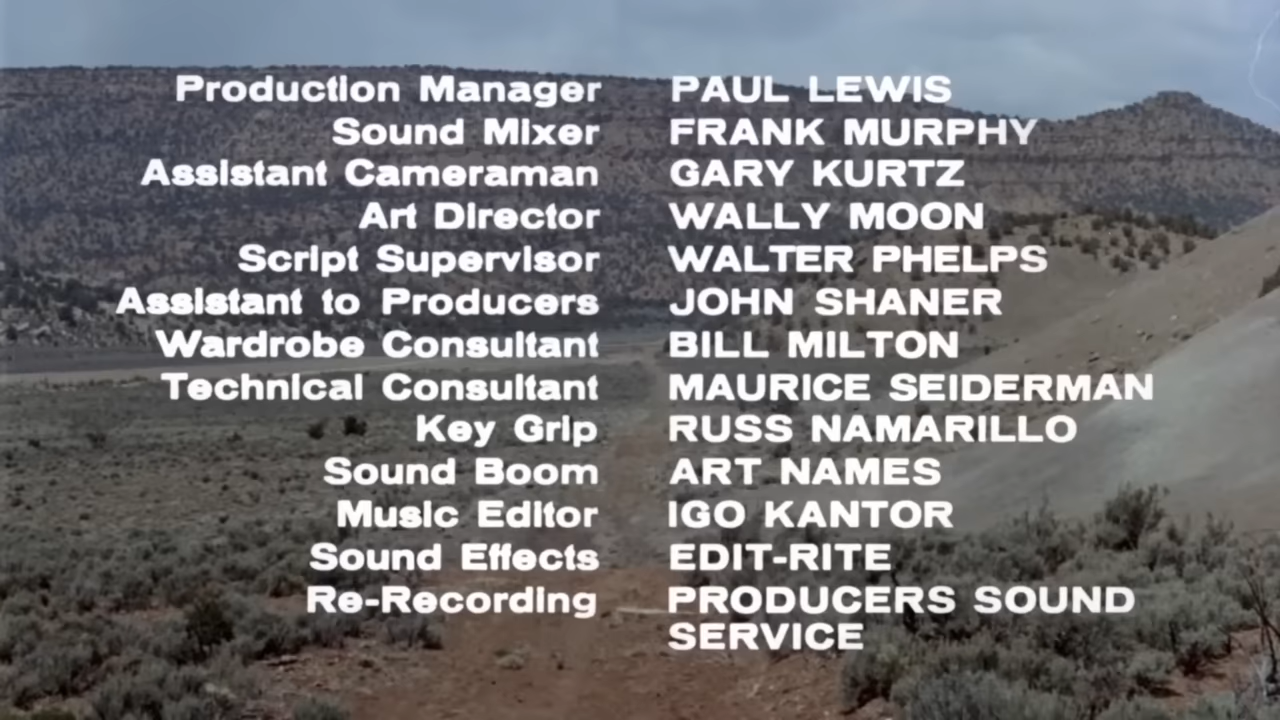 Production Manager PAUL LEWIS
Sound Mixer FRANK MURPHY
Assistant Cameraman GARY KURTZ
Art Director WALLY MOON
Script Supervisor WALTER PHELPS
Assistant to Producers JOHN SHANER
Wardrobe Consultant BILL MILTON
Technical Consultant MAURICE SEIDERMAN
Key Grip RUSS NAMARILLO
Sound Boom ART NAMES
Music Editor IGO KANTOR
Sound Effects EDIT-RITE
Re-Recording PRODUCERS SOUND
SERVICE